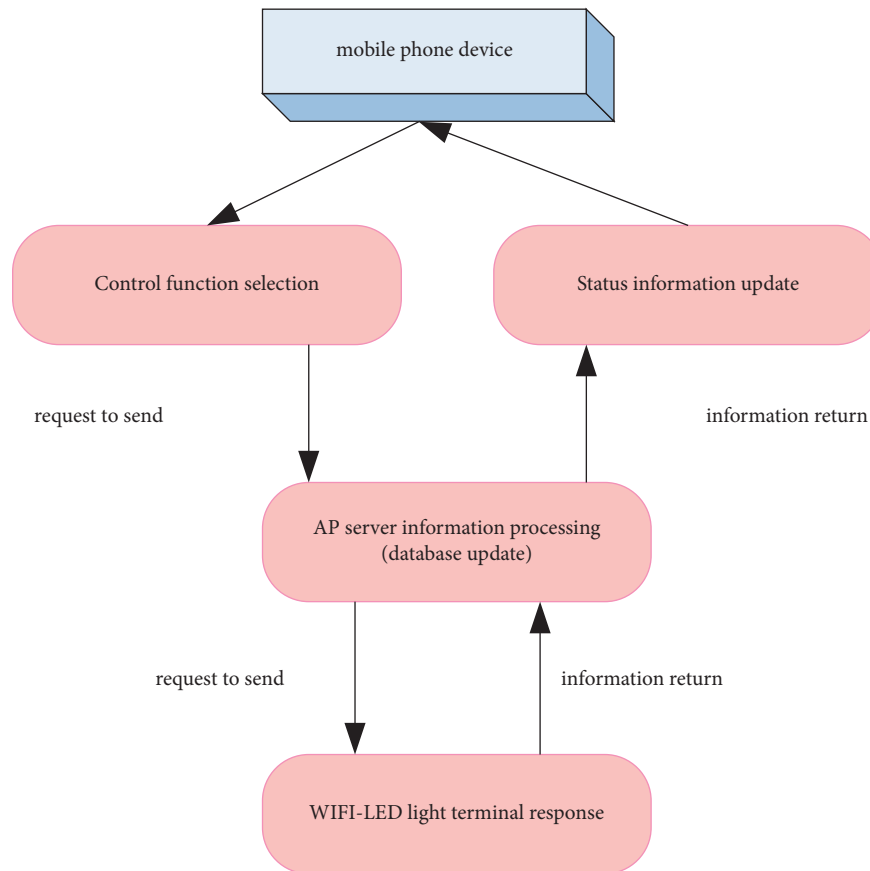 mobile phone device
Control function selection
Status information update
request to send
information return
AP server information processing
(database update)
request to send
information return
WIFI-LED light terminal response